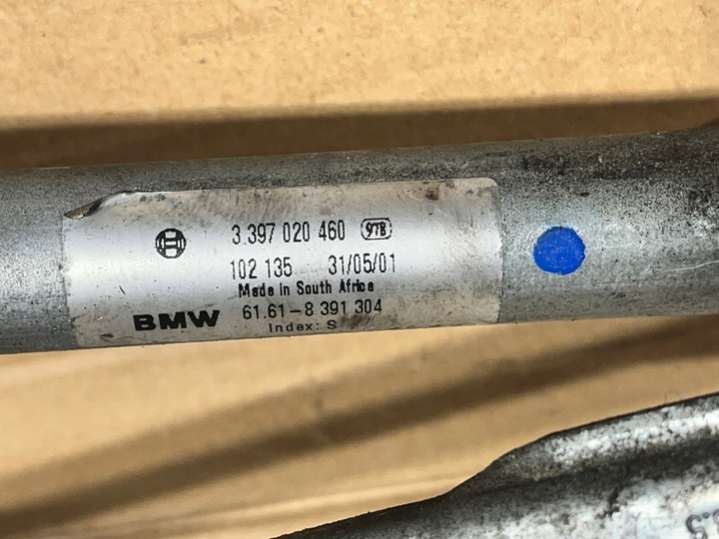 3.397 020 460 97B
102 135 31/05/01
Made in South Africa
BMW 61.61-8 391 304
Index: S